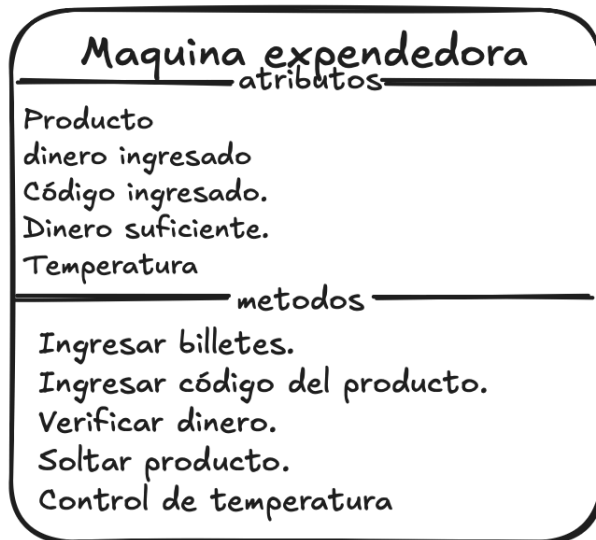 Maquina expendedora
atributos
Producto
dinero ingresado
Código ingresado.
Dinero suficiente.
Temperatura
metodos
Ingresar billetes.
Ingresar código del producto.
Verificar dinero.
Soltar producto.
Control de temperatura